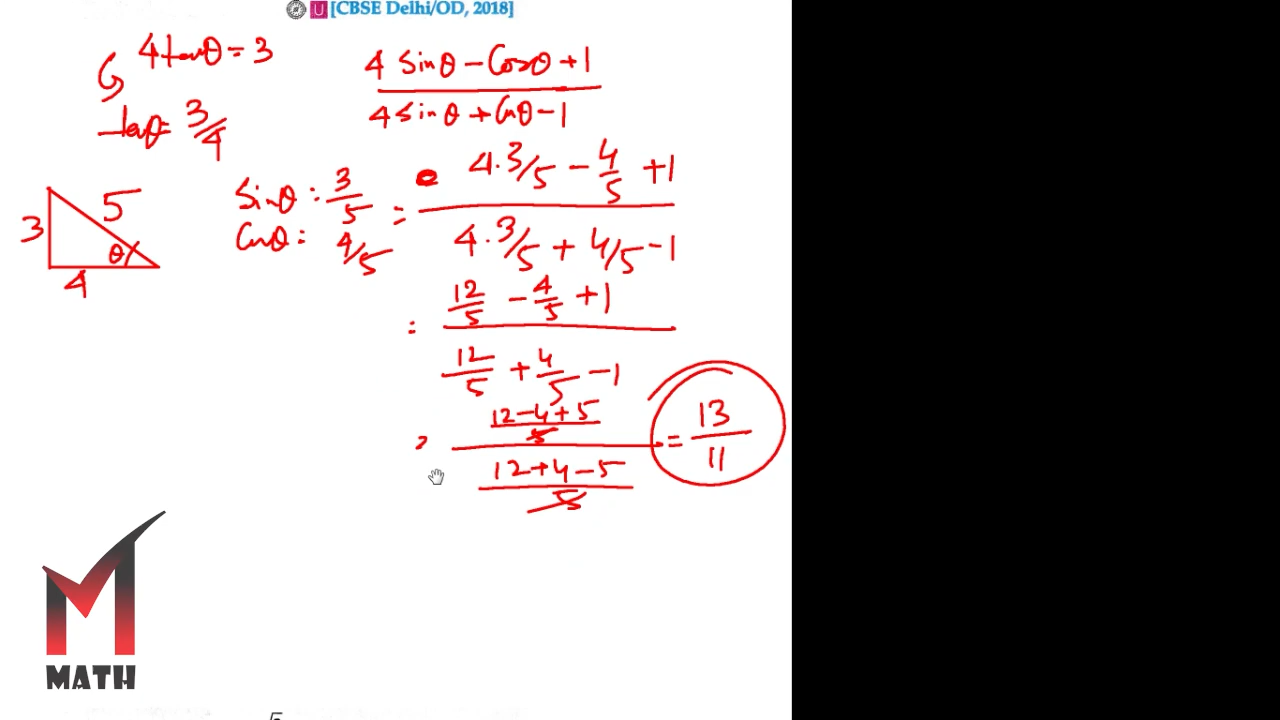 [CBSE Delhi/OD, 2018]
4tanθ = 3
tanθ = 3/4
3
5
θ
4
sinθ = 3/5
cosθ = 4/5
4 sinθ - cosθ + 1
4 sinθ + cosθ - 1
= 4.3/5 - 4/5 + 1
4.3/5 + 4/5 - 1
= 12/5 - 4/5 + 1
12/5 + 4/5 - 1
= 12-4+5/5
12+4-5/5
= 13/11
MATH